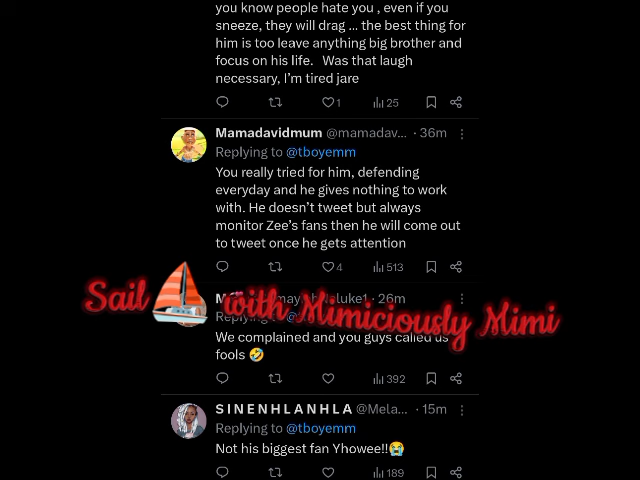 you know people hate you , even if you
sneeze, they will drag ... the best thing for
him is too leave anything big brother and
focus on his life. Was that laugh
necessary, I'm tired jare
1 25
Mamadavidmum @mamadav... · 36m
Replying to @tboyemm
You really tried for him, defending
everyday and he gives nothing to work
with. He doesn't tweet but always
monitor Zee's fans then he will come out
to tweet once he gets attention
4 513
26m
Sail ⛵ with Mimiciously Mimi
We complained and you guys called us
fools 🤣
392
SINENHLANHLA @Mela... · 15m
Replying to @tboyemm
Not his biggest fan Yhowee!!😭
189